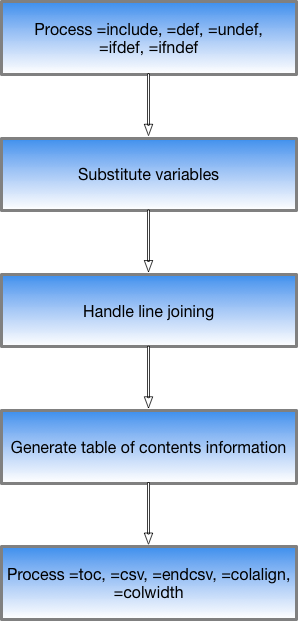 Process =include, =def, =undef,
=ifdef, =ifndef
Substitute variables
Handle line joining
Generate table of contents information
Process =toc, =csv, =endcsv, =colalign,
=colwidth